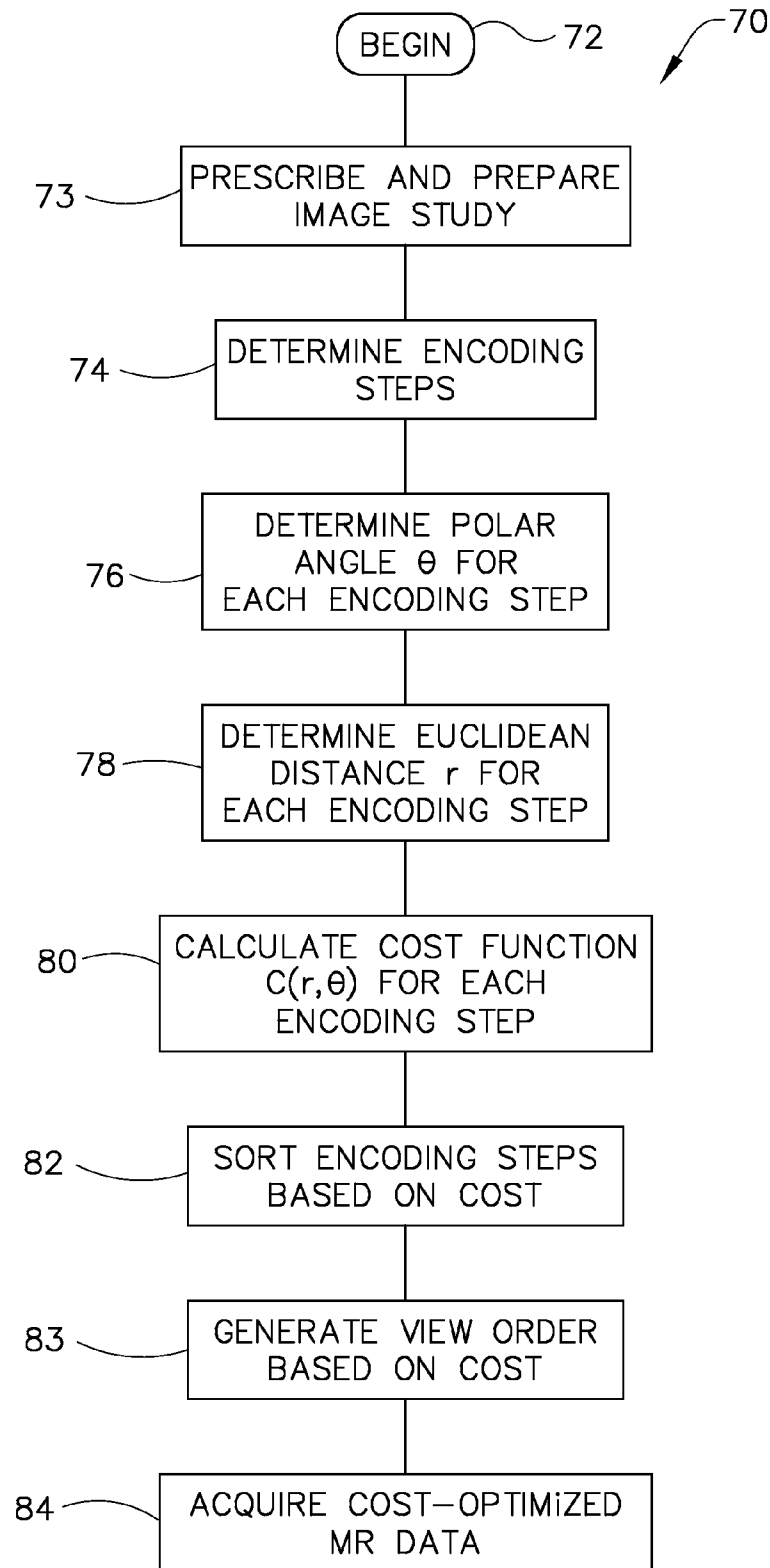 BEGIN
72
70
73
PRESCRIBE AND PREPARE
IMAGE STUDY
74
DETERMINE ENCODING
STEPS
76
DETERMINE POLAR
ANGLE θ FOR
EACH ENCODING STEP
78
DETERMINE EUCLIDEAN
DISTANCE r FOR
EACH ENCODING STEP
80
CALCULATE COST FUNCTION
C(r,θ) FOR EACH
ENCODING STEP
82
SORT ENCODING STEPS
BASED ON COST
83
GENERATE VIEW ORDER
BASED ON COST
84
ACQUIRE COST-OPTIMiZED
MR DATA